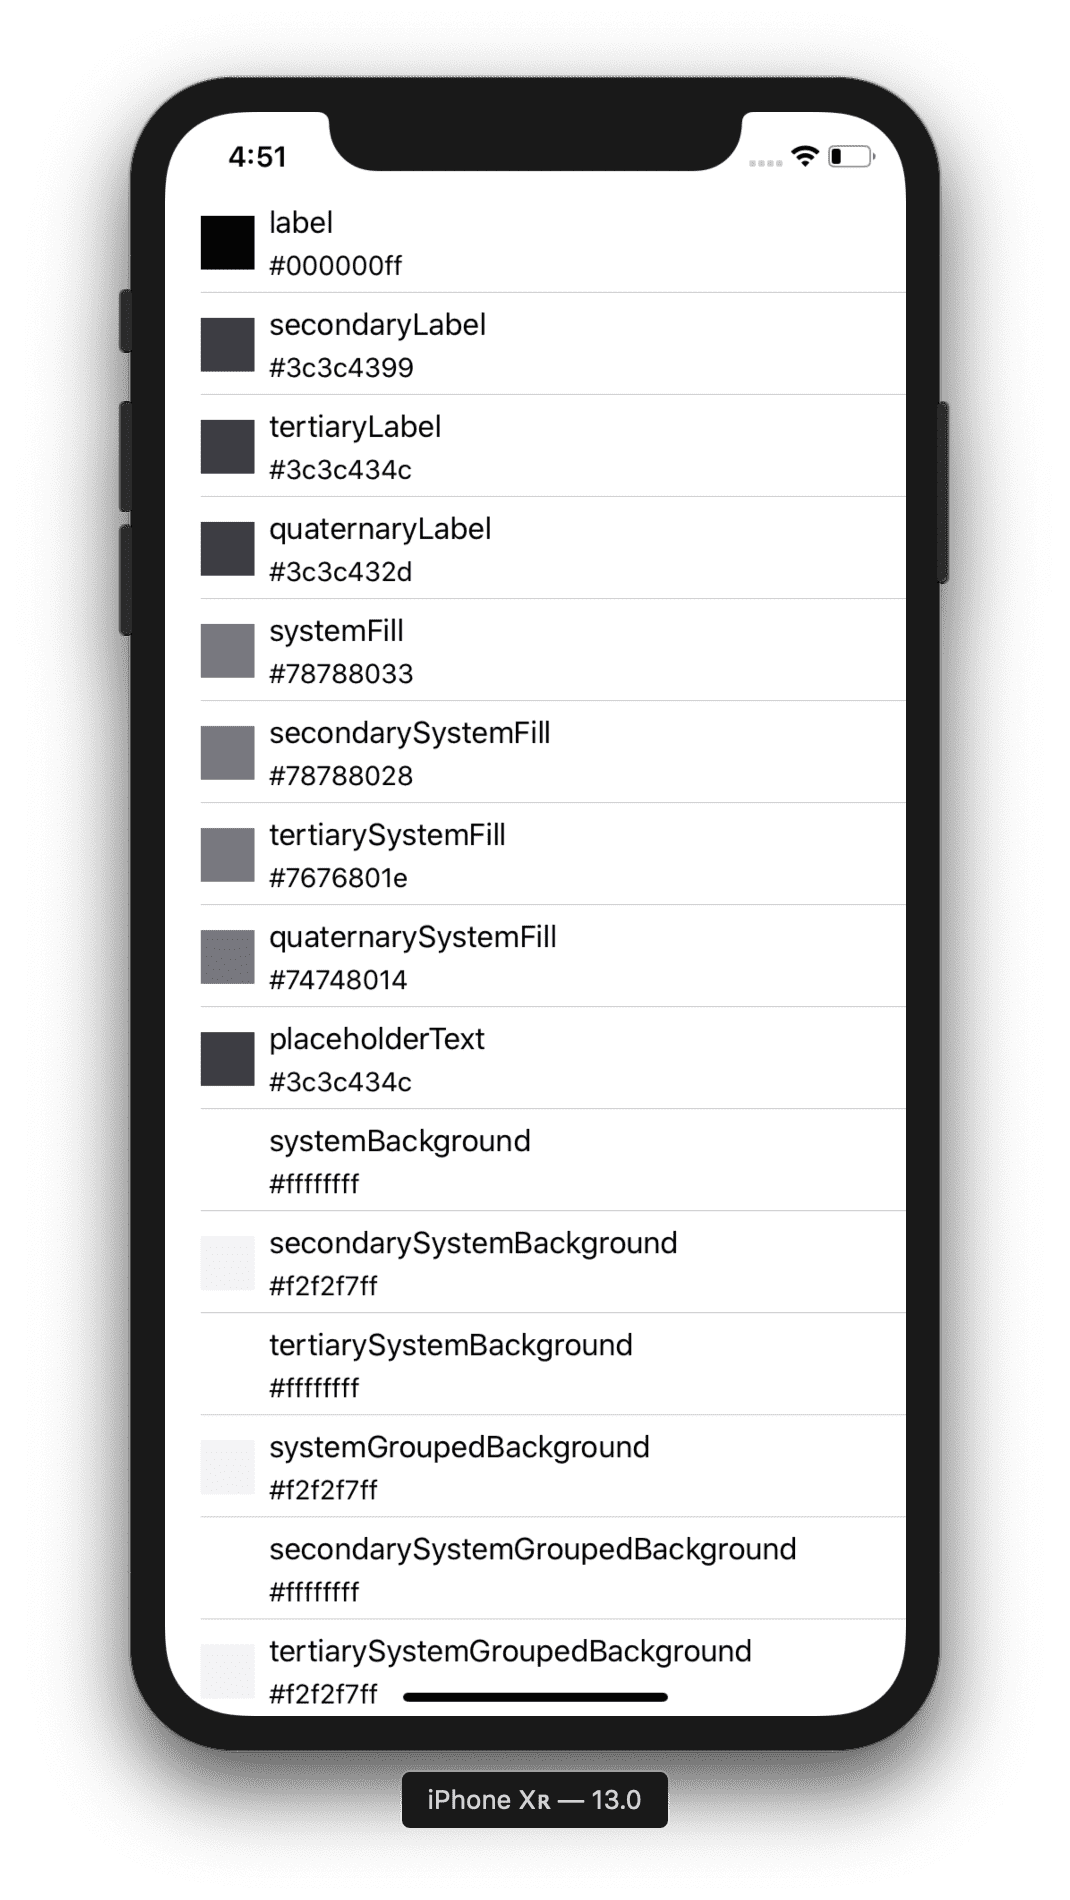 4:51
label
#000000ff
secondaryLabel
#3c3c4399
tertiaryLabel
#3c3c434c
quaternaryLabel
#3c3c432d
systemFill
#78788033
secondarySystemFill
#78788028
tertiarySystemFill
#7676801e
quaternarySystemFill
#74748014
placeholderText
#3c3c434c
systemBackground
#ffffffff
secondarySystemBackground
#f2f2f7ff
tertiarySystemBackground
#ffffffff
systemGroupedBackground
#f2f2f7ff
secondarySystemGroupedBackground
#ffffffff
tertiarySystemGroupedBackground
#f2f2f7ff
iPhone Xʀ — 13.0